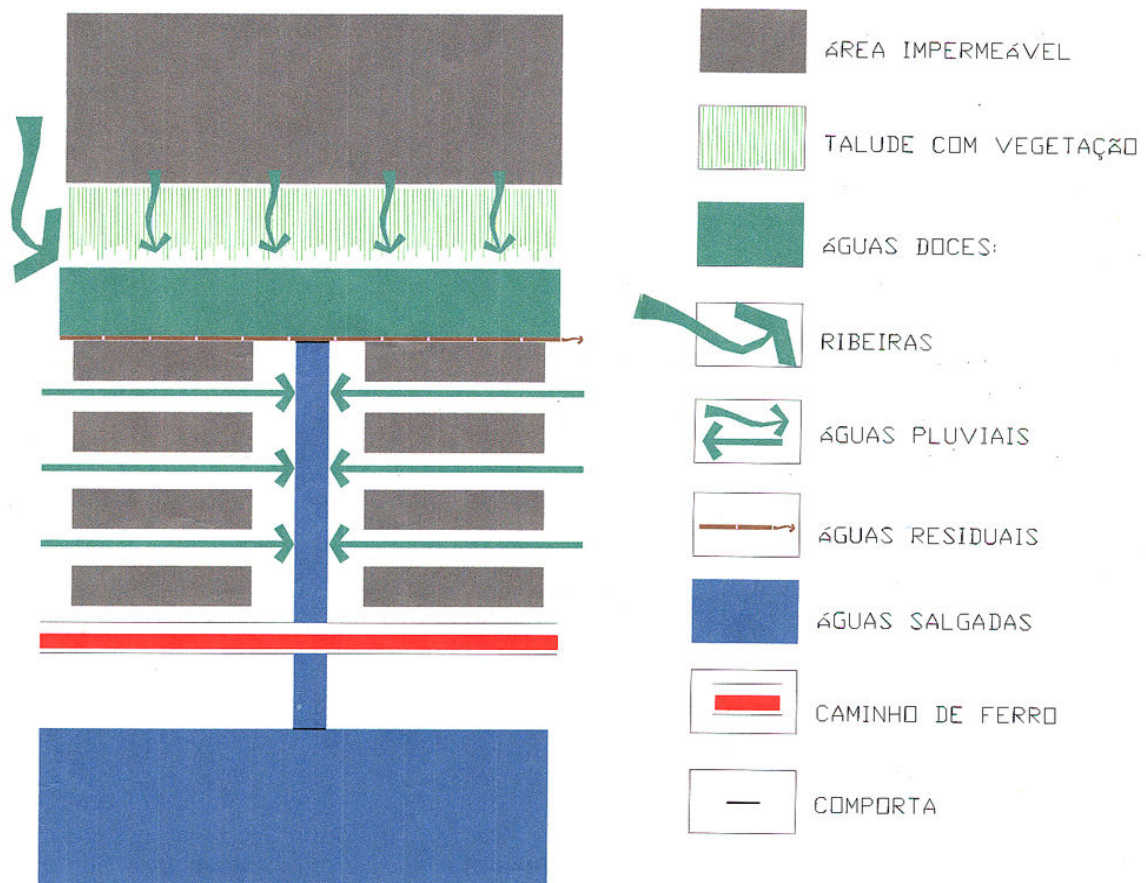 ÁREA IMPERMEÁVEL
TALUDE COM VEGETAÇÃO
ÁGUAS DOCES:
RIBEIRAS
ÁGUAS PLUVIAIS
ÁGUAS RESIDUAIS
ÁGUAS SALGADAS
CAMINHO DE FERRO
COMPORTA